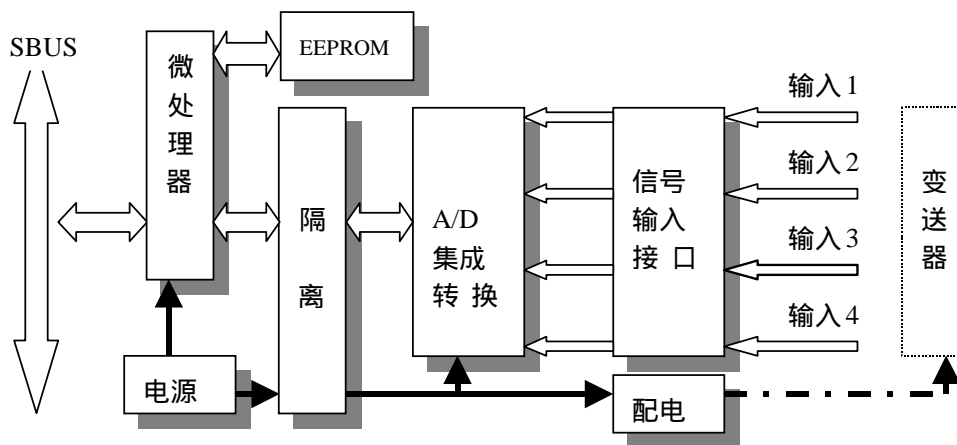 SBUS
微
处
理
器
EEPROM
隔
离
A/D
集成
转 换
信号
输入
接 口
输入1
输入2
输入3
输入4
变
送
器
电源
配电